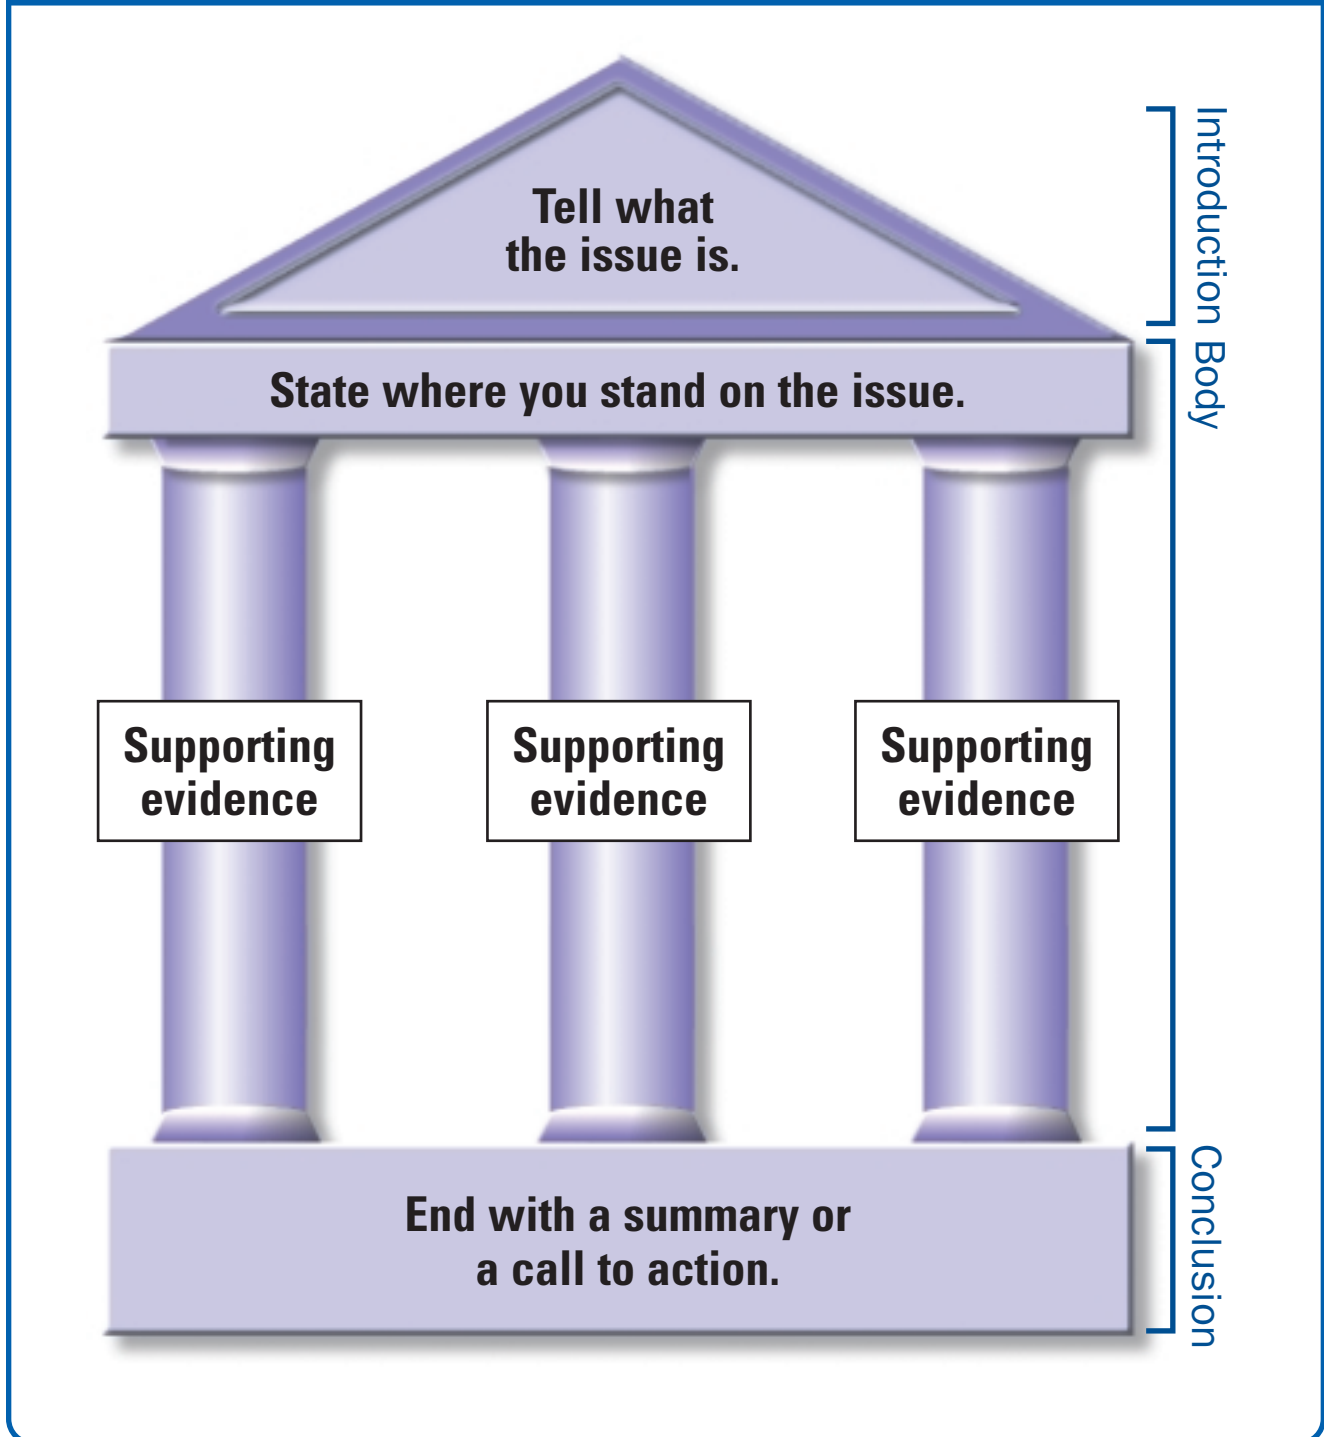 Tell what
the issue is.
Introduction
State where you stand on the issue.
Body
Supporting
evidence
Supporting
evidence
Supporting
evidence
End with a summary or
a call to action.
Conclusion